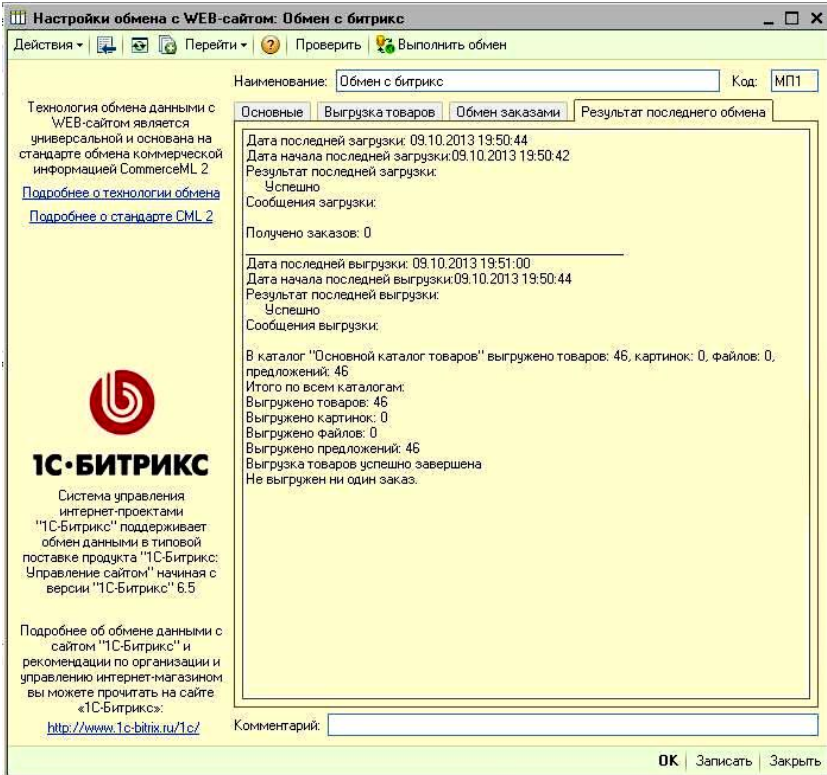 Настройки обмена с WEB-сайтом: Обмен с битрикс
Действия Перейти Проверить Выполнить обмен
Наименование: Обмен с битрикс Код: МП1
Технология обмена данными с
WEB-сайтом является
универсальной и основана на
стандарте обмена коммерческой
информацией CommerceML 2
Подробнее о технологии обмена
Подробнее о стандарте CML 2
1С·БИТРИКС
Система управления
интернет-проектами
"1С-Битрикс" поддерживает
обмен данными в типовой
поставке продукта "1С-Битрикс:
Управление сайтом" начиная с
версии "1С-Битрикс" 6.5
Подробнее об обмене данными с
сайтом "1С-Битрикс" и
рекомендации по организации и
управлению интернет-магазином
вы можете прочитать на сайте
«1С-Битрикс»:
http://www.1c-bitrix.ru/1c/
Основные Выгрузка товаров Обмен заказами Результат последнего обмена
Дата последней загрузки: 09.10.2013 19:50:44
Дата начала последней загрузки:09.10.2013 19:50:42
Результат последней загрузки:
Успешно
Сообщения загрузки:
Получено заказов: 0
Дата последней выгрузки: 09.10.2013 19:51:00
Дата начала последней выгрузки:09.10.2013 19:50:44
Результат последней выгрузки:
Успешно
Сообщения выгрузки:
В каталог "Основной каталог товаров" выгружено товаров: 46, картинок: 0, файлов: 0,
предложений: 46
Итого по всем каталогам:
Выгружено товаров: 46
Выгружено картинок: 0
Выгружено файлов: 0
Выгружено предложений: 46
Выгрузка товаров успешно завершена
Не выгружен ни один заказ.
Комментарий:
OK Записать Закрыть